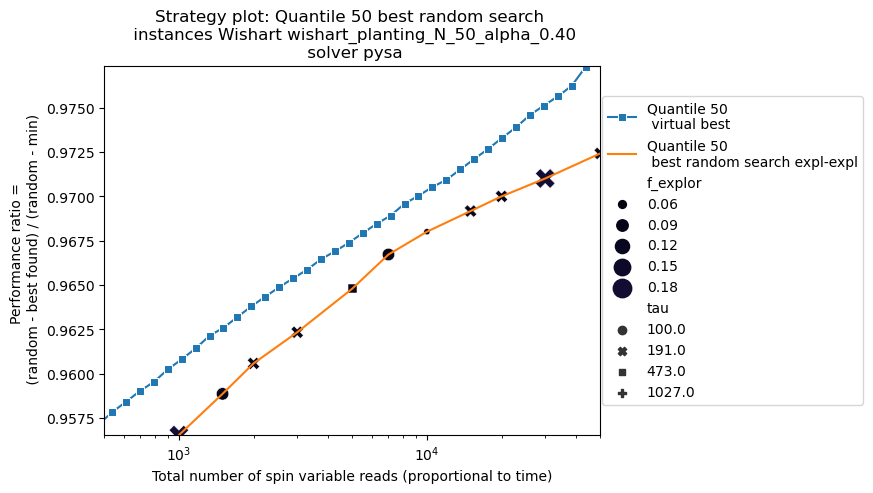 Strategy plot: Quantile 50 best random search
instances Wishart wishart_planting_N_50_alpha_0.40
solver pysa
Performance ratio =
(random - best found) / (random - min)
0.9750
0.9725
0.9700
0.9675
0.9650
0.9625
0.9600
0.9575
10^3
10^4
Total number of spin variable reads (proportional to time)
Quantile 50
virtual best
Quantile 50
best random search expl-expl
f_explor
0.06
0.09
0.12
0.15
0.18
tau
100.0
191.0
473.0
1027.0